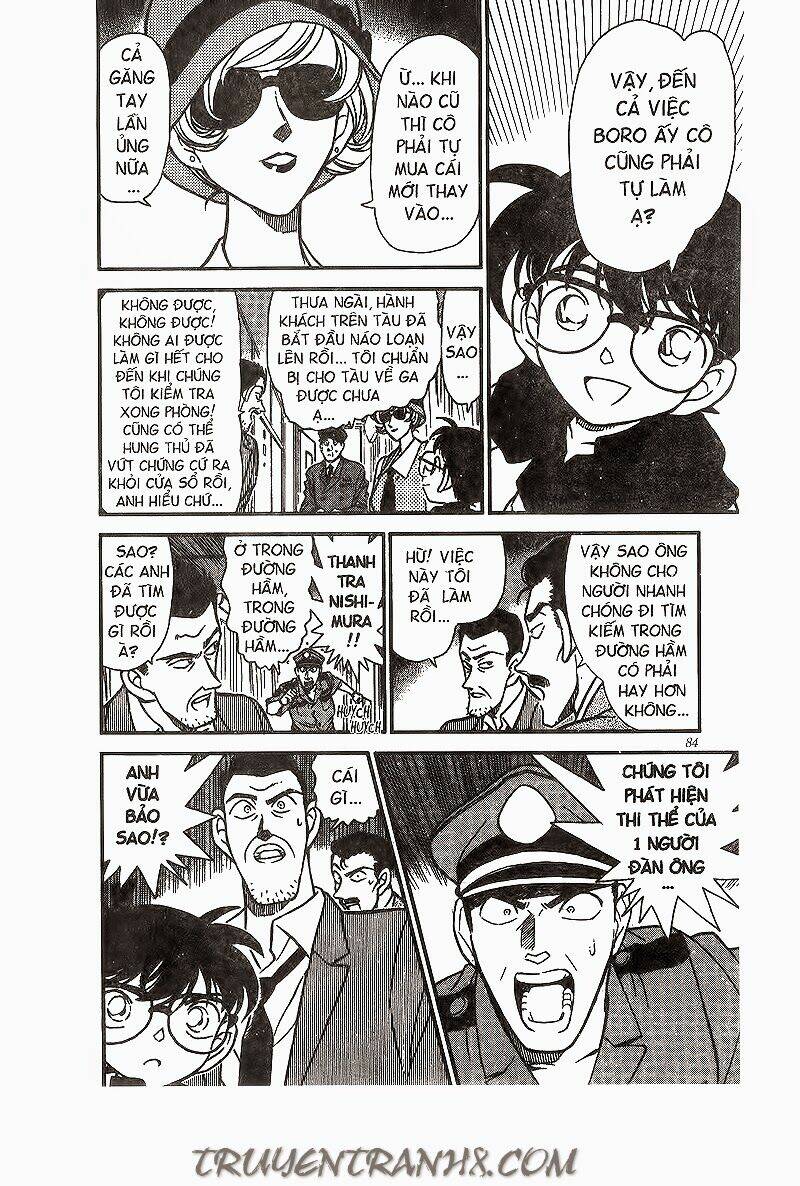 VẬY, ĐẾN
CẢ VIỆC
BORO ẤY CÔ
CŨNG PHẢI
TỰ LÀM
Ạ?
Ừ... KHI
NÀO CŨ
THÌ CÔ
PHẢI TỰ
MUA CÁI
MỚI THAY
VÀO...
CẢ
GĂNG
TAY
LẪN
ỦNG
NỮA
...
VẬY
SAO
...
THƯA NGÀI, HÀNH
KHÁCH TRÊN TÀU ĐÃ
BẮT ĐẦU NÁO LOẠN
LÊN RỒI... TÔI CHUẨN
BỊ CHO TÀU VỀ GA
ĐƯỢC CHƯA
Ạ...
KHÔNG ĐƯỢC,
KHÔNG ĐƯỢC!
KHÔNG AI ĐƯỢC
LÀM GÌ HẾT CHO
ĐẾN KHI CHÚNG
TÔI KIỂM TRA
XONG PHÒNG!
CŨNG CÓ THỂ
HUNG THỦ ĐÃ
VỨT CHỨNG CỨ RA
KHỎI CỬA SỔ RỒI,
ANH HIỂU CHỨ...
VẬY SAO ÔNG
KHÔNG CHO
NGƯỜI NHANH
CHÓNG ĐI TÌM
KIẾM TRONG
ĐƯỜNG HẦM
CÓ PHẢI
HAY HƠN
KHÔNG...
HỪ! VIỆC
NÀY TÔI
ĐÃ LÀM
RỒI...
THANH
TRA
NISHI-
MURA
!!
Ở TRONG
ĐƯỜNG
HẦM,
TRONG
ĐƯỜNG
HẦM...
HUỴCH
HUỴCH
SAO?
CÁC ANH
ĐÃ TÌM
ĐƯỢC
GÌ RỒI
À?
84
CHÚNG TÔI
PHÁT HIỆN
THI THỂ CỦA
1 NGƯỜI
ĐÀN ÔNG
...
CÁI
GÌ...
ANH
VỪA
BẢO
SAO!?
TRUYENTRANH8.COM